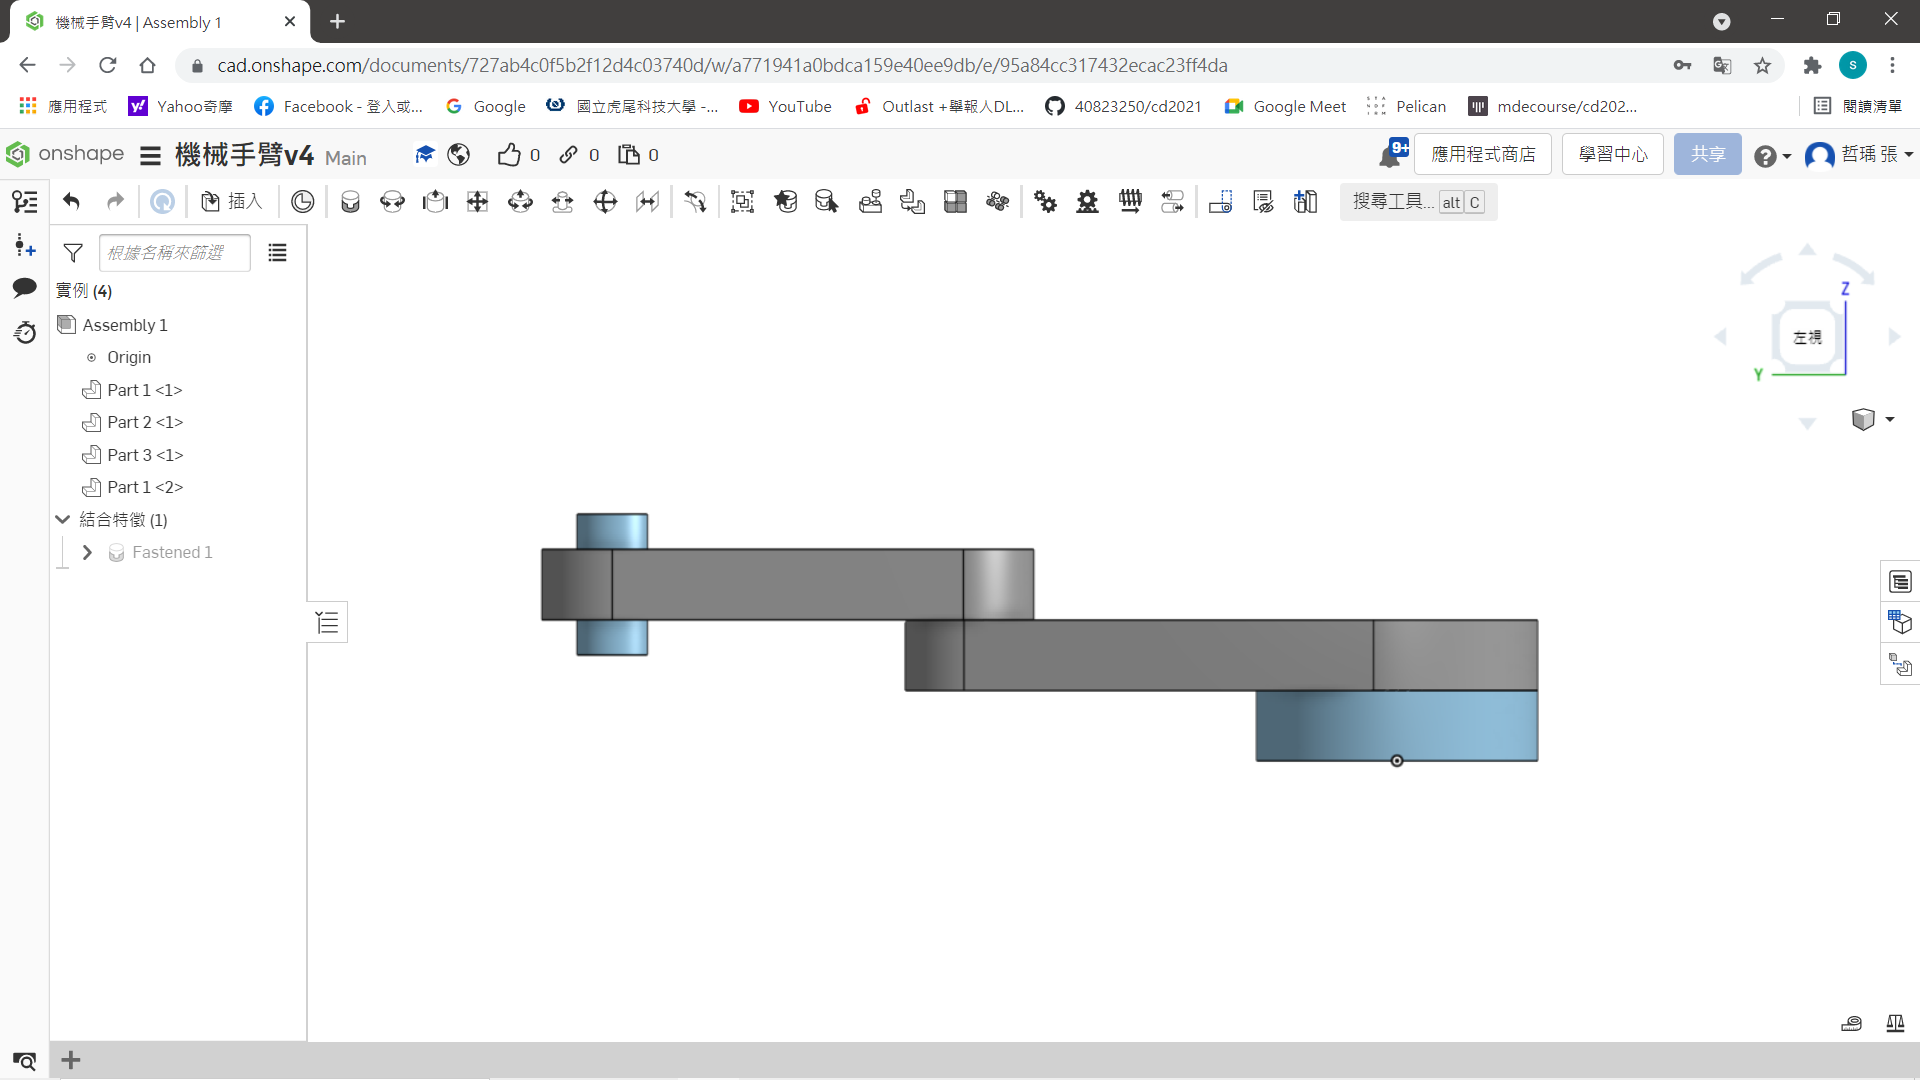 機械手臂v4 | Assembly 1
cad.onshape.com/documents/727ab4c0f5b2f12d4c03740d/w/a771941a0bdca159e40ee9db/e/95a84cc317432ecac23ff4da
S
應用程式 Yahoo奇摩 Facebook - 登入或... Google 國立虎尾科技大學 -... YouTube Outlast +舉報人DL... 40823250/cd2021 Google Meet Pelican mdecourse/cd202... 閱讀清單
onshape 機械手臂v4 Main 0 0 0 9+ 應用程式商店 學習中心 共享 哲瑀 張
插入 搜尋工具... alt C
根據名稱來篩選
實例 (4)
Assembly 1
Origin
Part 1 <1>
Part 2 <1>
Part 3 <1>
Part 1 <2>
結合特徵 (1)
Fastened 1
Z
左視
Y